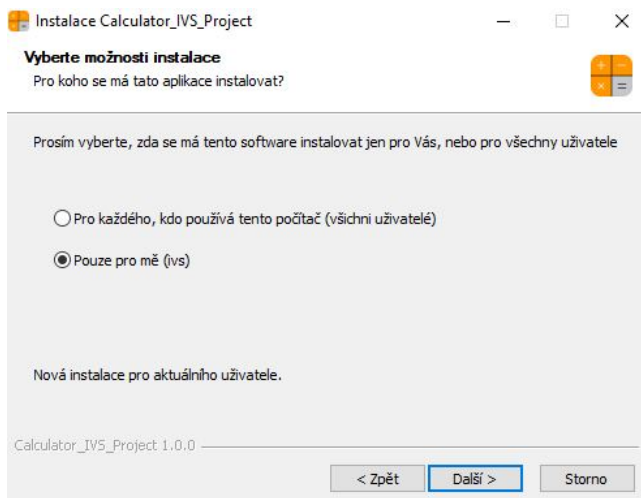 Instalace Calculator_IVS_Project
Vyberte možnosti instalace
Pro koho se má tato aplikace instalovat?
Prosím vyberte, zda se má tento software instalovat jen pro Vás, nebo pro všechny uživatele
Pro každého, kdo používá tento počítač (všichni uživatelé)
Pouze pro mě (ivs)
Nová instalace pro aktuálního uživatele.
Calculator_IVS_Project 1.0.0
< Zpět Další > Storno